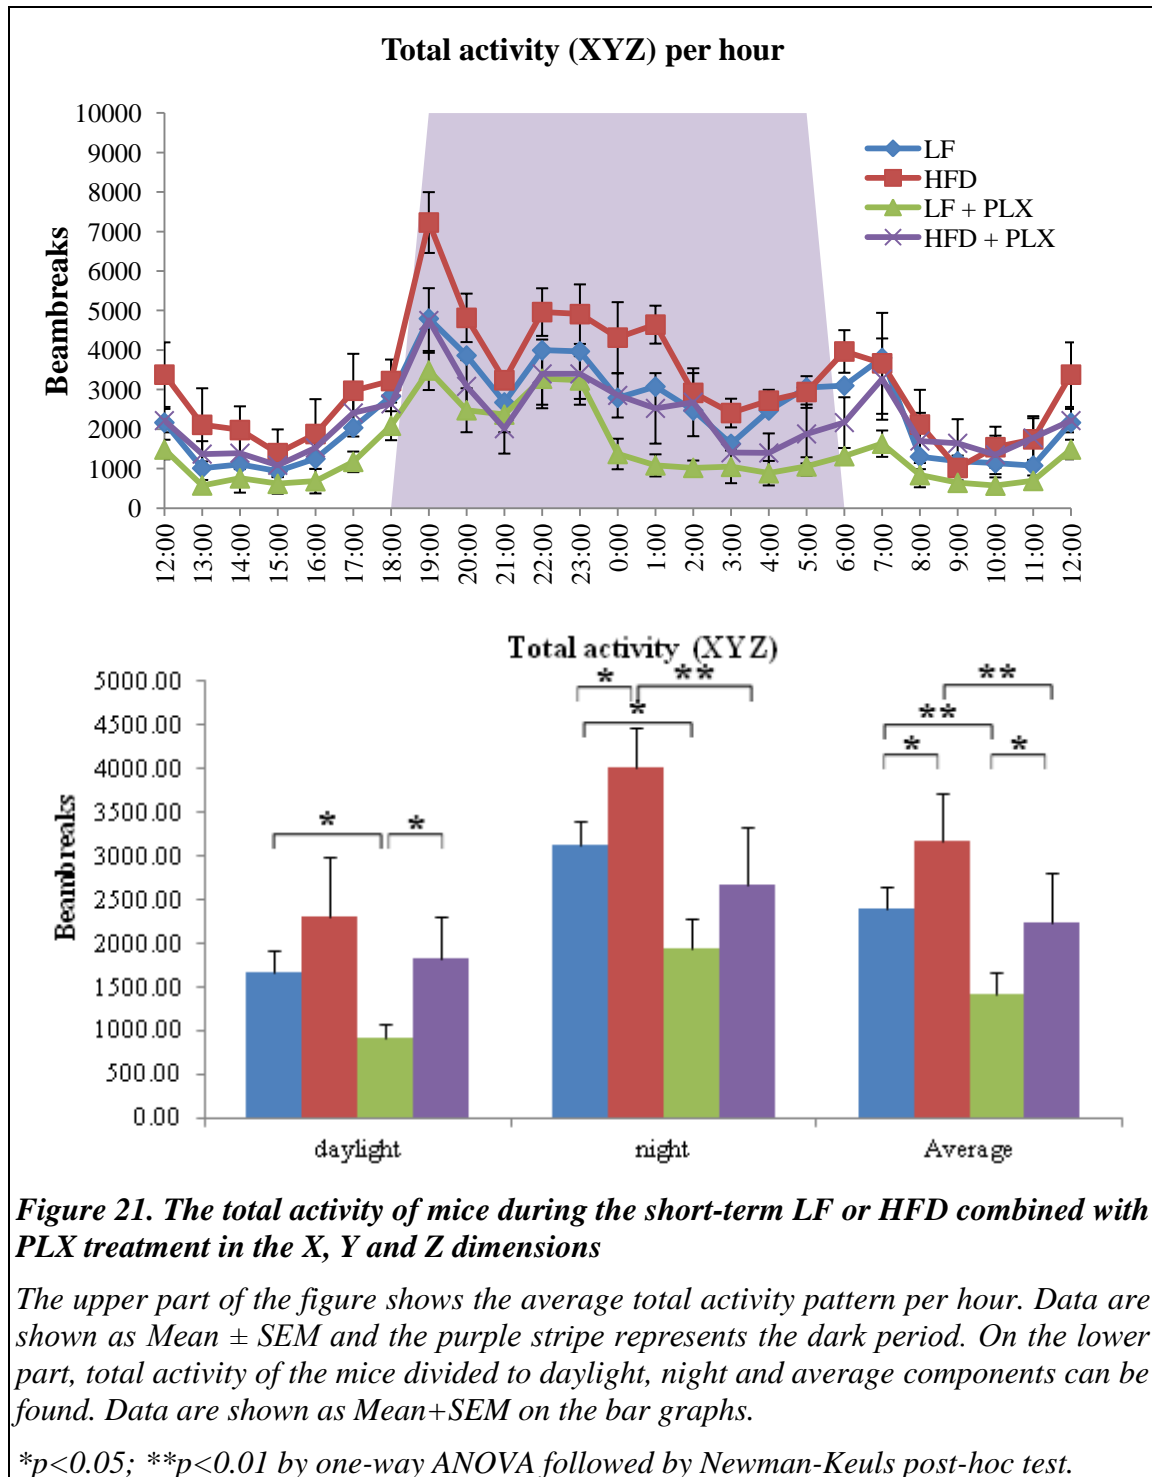 Total activity (XYZ) per hour
10000
9000
8000
7000
6000
5000
4000
3000
2000
1000
0
Beambreaks
LF
HFD
LF + PLX
HFD + PLX
12:00
13:00
14:00
15:00
16:00
17:00
18:00
19:00
20:00
21:00
22:00
23:00
0:00
1:00
2:00
3:00
4:00
5:00
6:00
7:00
8:00
9:00
10:00
11:00
12:00
Total activity (XYZ)
5000.00
4500.00
4000.00
3500.00
3000.00
2500.00
2000.00
1500.00
1000.00
500.00
0.00
Beambreaks
* *
* ** *
** ** * *
daylight night Average
Figure 21. The total activity of mice during the short-term LF or HFD combined with
PLX treatment in the X, Y and Z dimensions
The upper part of the figure shows the average total activity pattern per hour. Data are
shown as Mean ± SEM and the purple stripe represents the dark period. On the lower
part, total activity of the mice divided to daylight, night and average components can be
found. Data are shown as Mean+SEM on the bar graphs.
*p<0.05; **p<0.01 by one-way ANOVA followed by Newman-Keuls post-hoc test.